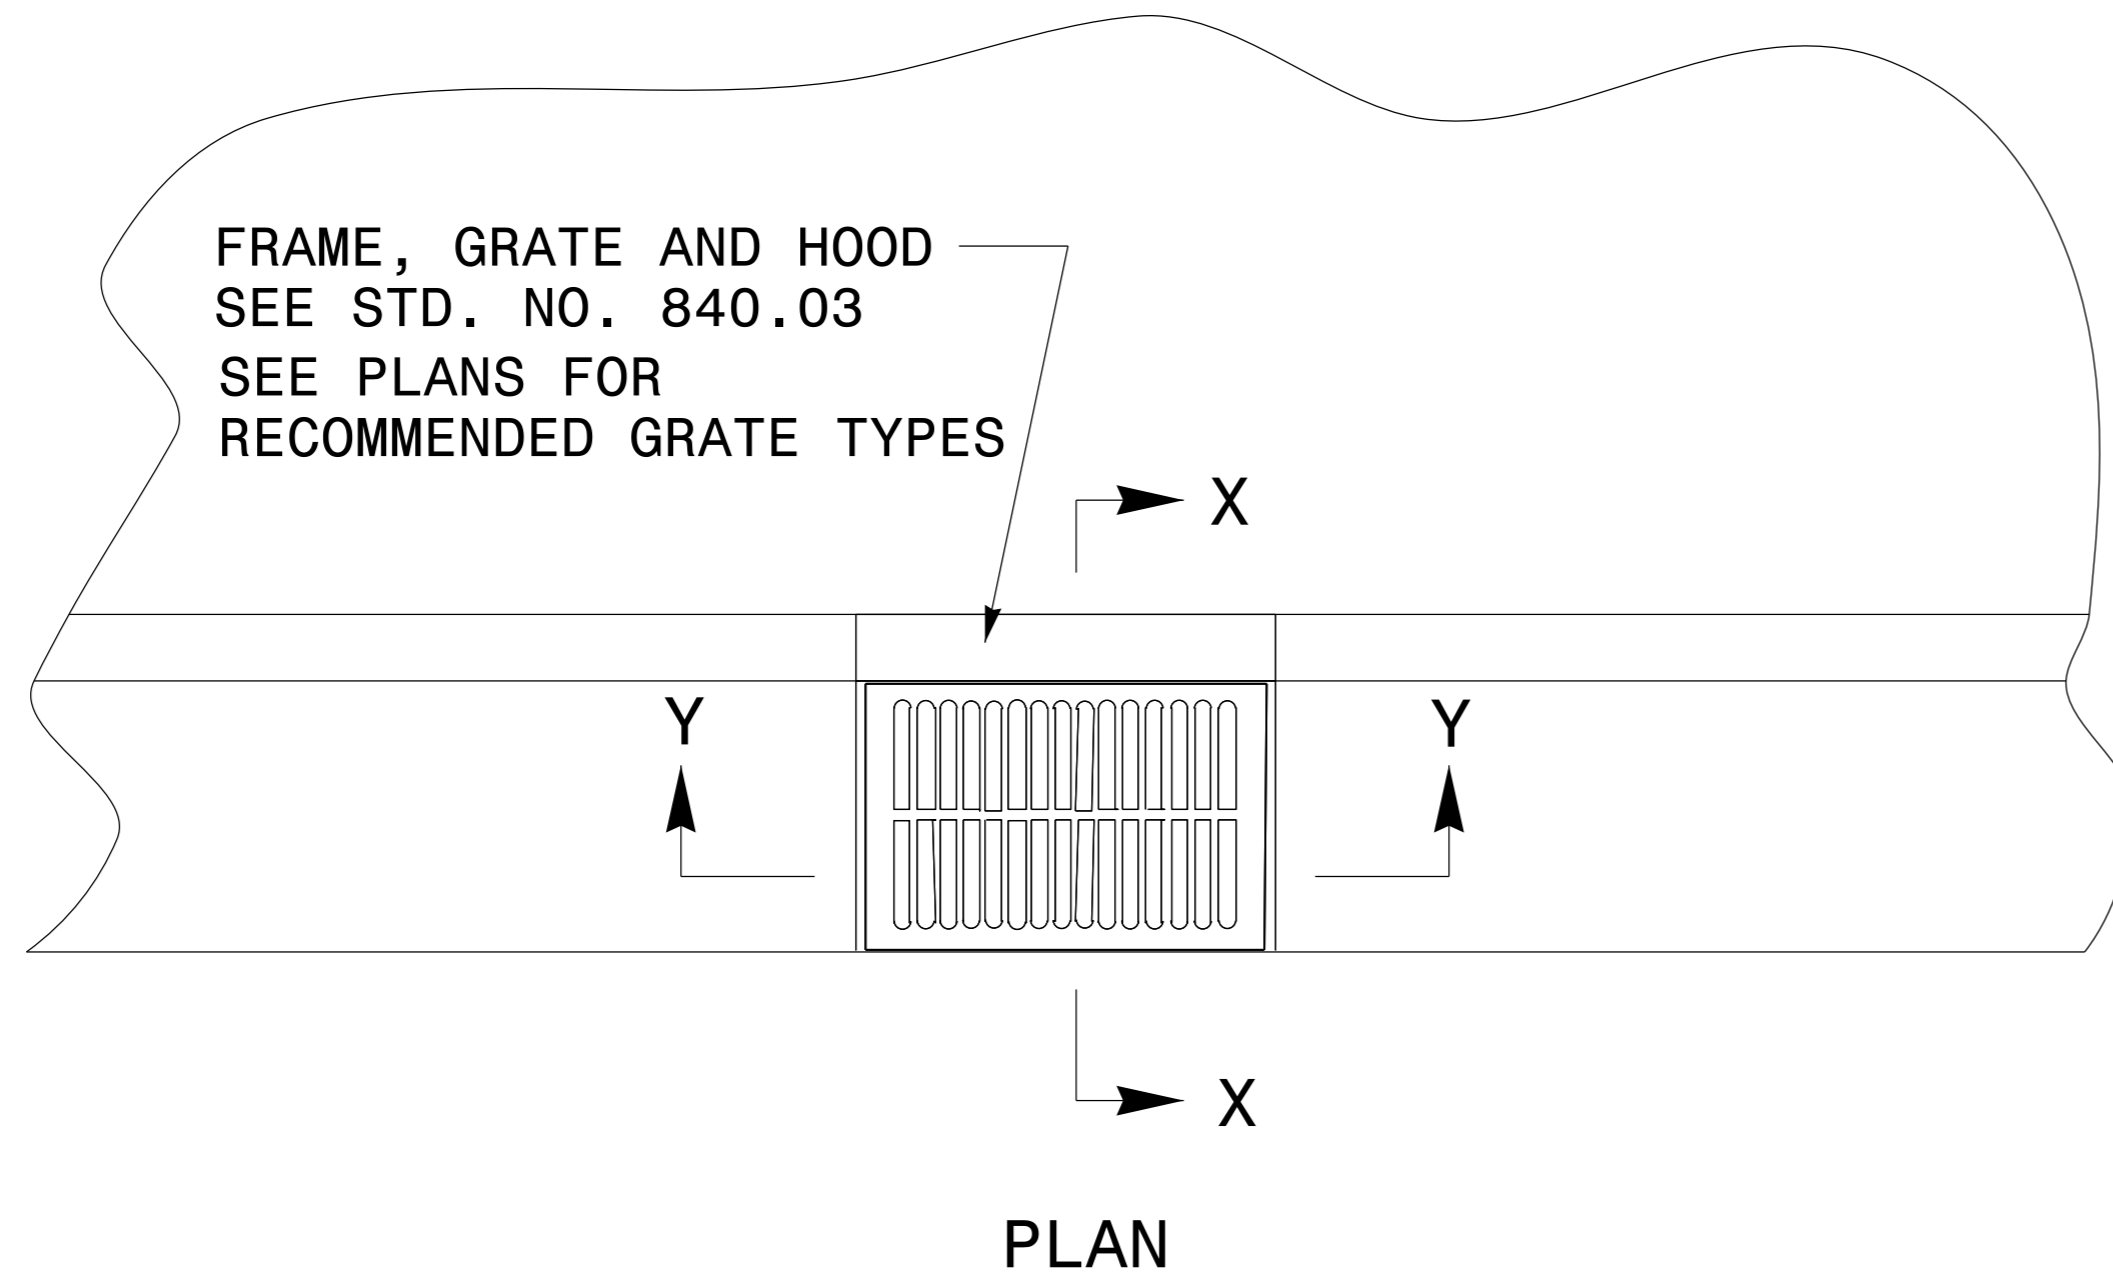 FRAME, GRATE AND HOOD
SEE STD. NO. 840.03
SEE PLANS FOR
RECOMMENDED GRATE TYPES
X
Y
Y
X
PLAN